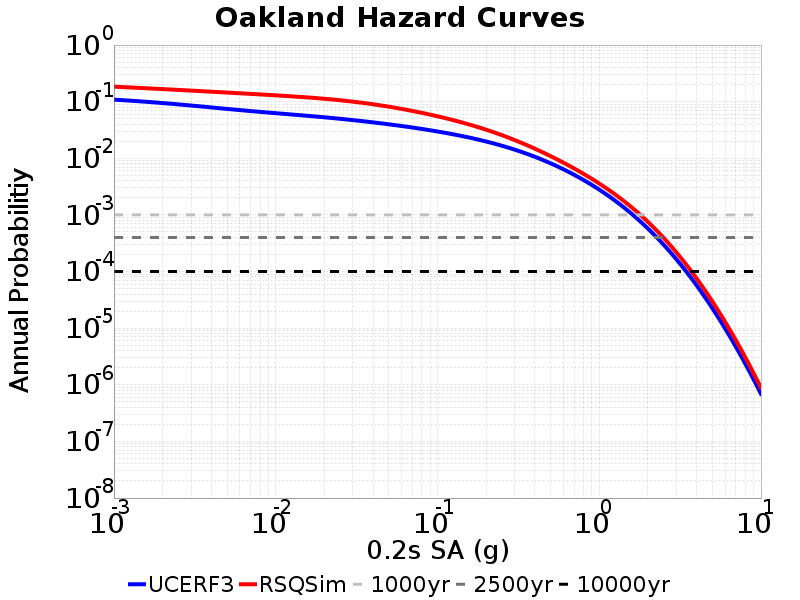 Oakland Hazard Curves
10^0
10^-1
10^-2
10^-3
10^-4
10^-5
10^-6
10^-7
10^-8
Annual Probabilitiy
10^-3 10^-2 10^-1 10^0 10^1
0.2s SA (g)
UCERF3 RSQSim 1000yr 2500yr 10000yr